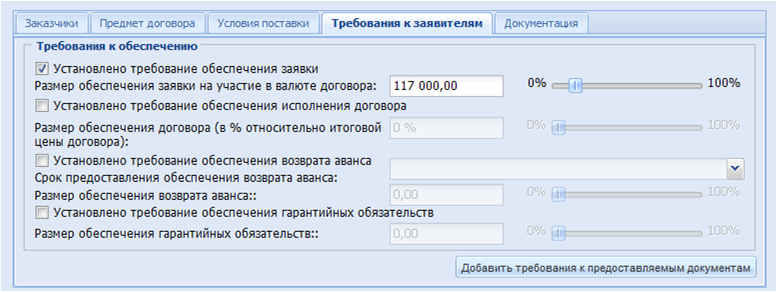 Заказчики Предмет договора Условия поставки Требования к заявителям Документация
Требования к обеспечению
Установлено требование обеспечения заявки
Размер обеспечения заявки на участие в валюте договора: 117 000,00 0% 100%
Установлено требование обеспечения исполнения договора
Размер обеспечения договора (в % относительно итоговой 0 % 0% 100%
цены договора):
Установлено требование обеспечения возврата аванса
Срок предоставления обеспечения возврата аванса:
Размер обеспечения возврата аванса:: 0,00 0% 100%
Установлено требование обеспечения гарантийных обязательств
Размер обеспечения гарантийных обязательств:: 0,00 0% 100%
Добавить требования к предоставляемым документам